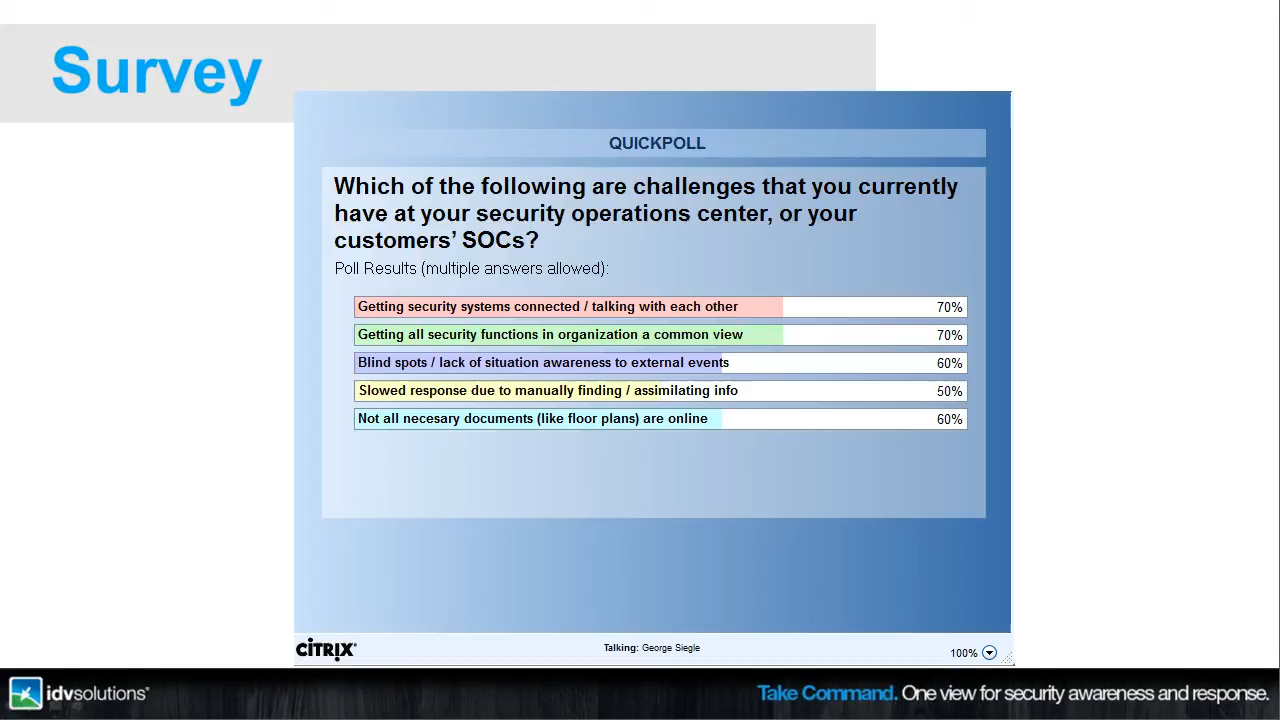 Survey
QUICKPOLL
Which of the following are challenges that you currently
have at your security operations center, or your
customers’ SOCs?
Poll Results (multiple answers allowed):
Getting security systems connected / talking with each other 70%
Getting all security functions in organization a common view 70%
Blind spots / lack of situation awareness to external events 60%
Slowed response due to manually finding / assimilating info 50%
Not all necesary documents (like floor plans) are online 60%
CITRIX®
Talking: George Siegle
100%
idvsolutions®
Take Command. One view for security awareness and response.